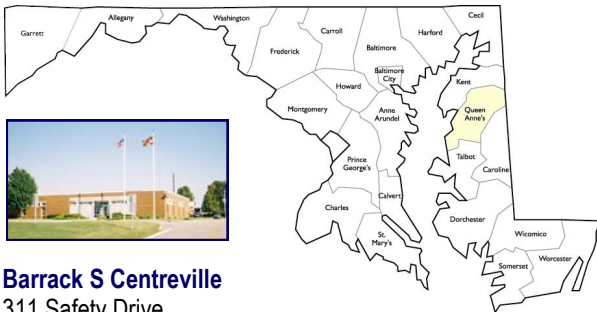 Garrett
Allegany
Washington
Frederick
Carroll
Baltimore
Harford
Cecil
Baltimore
City
Howard
Kent
Montgomery
Anne
Arundel
Queen
Anne's
Prince
George's
Talbot
Caroline
Charles
Calvert
St.
Mary's
Dorchester
Wicomico
Somerset
Worcester
Barrack S Centreville
311 Safety Drive